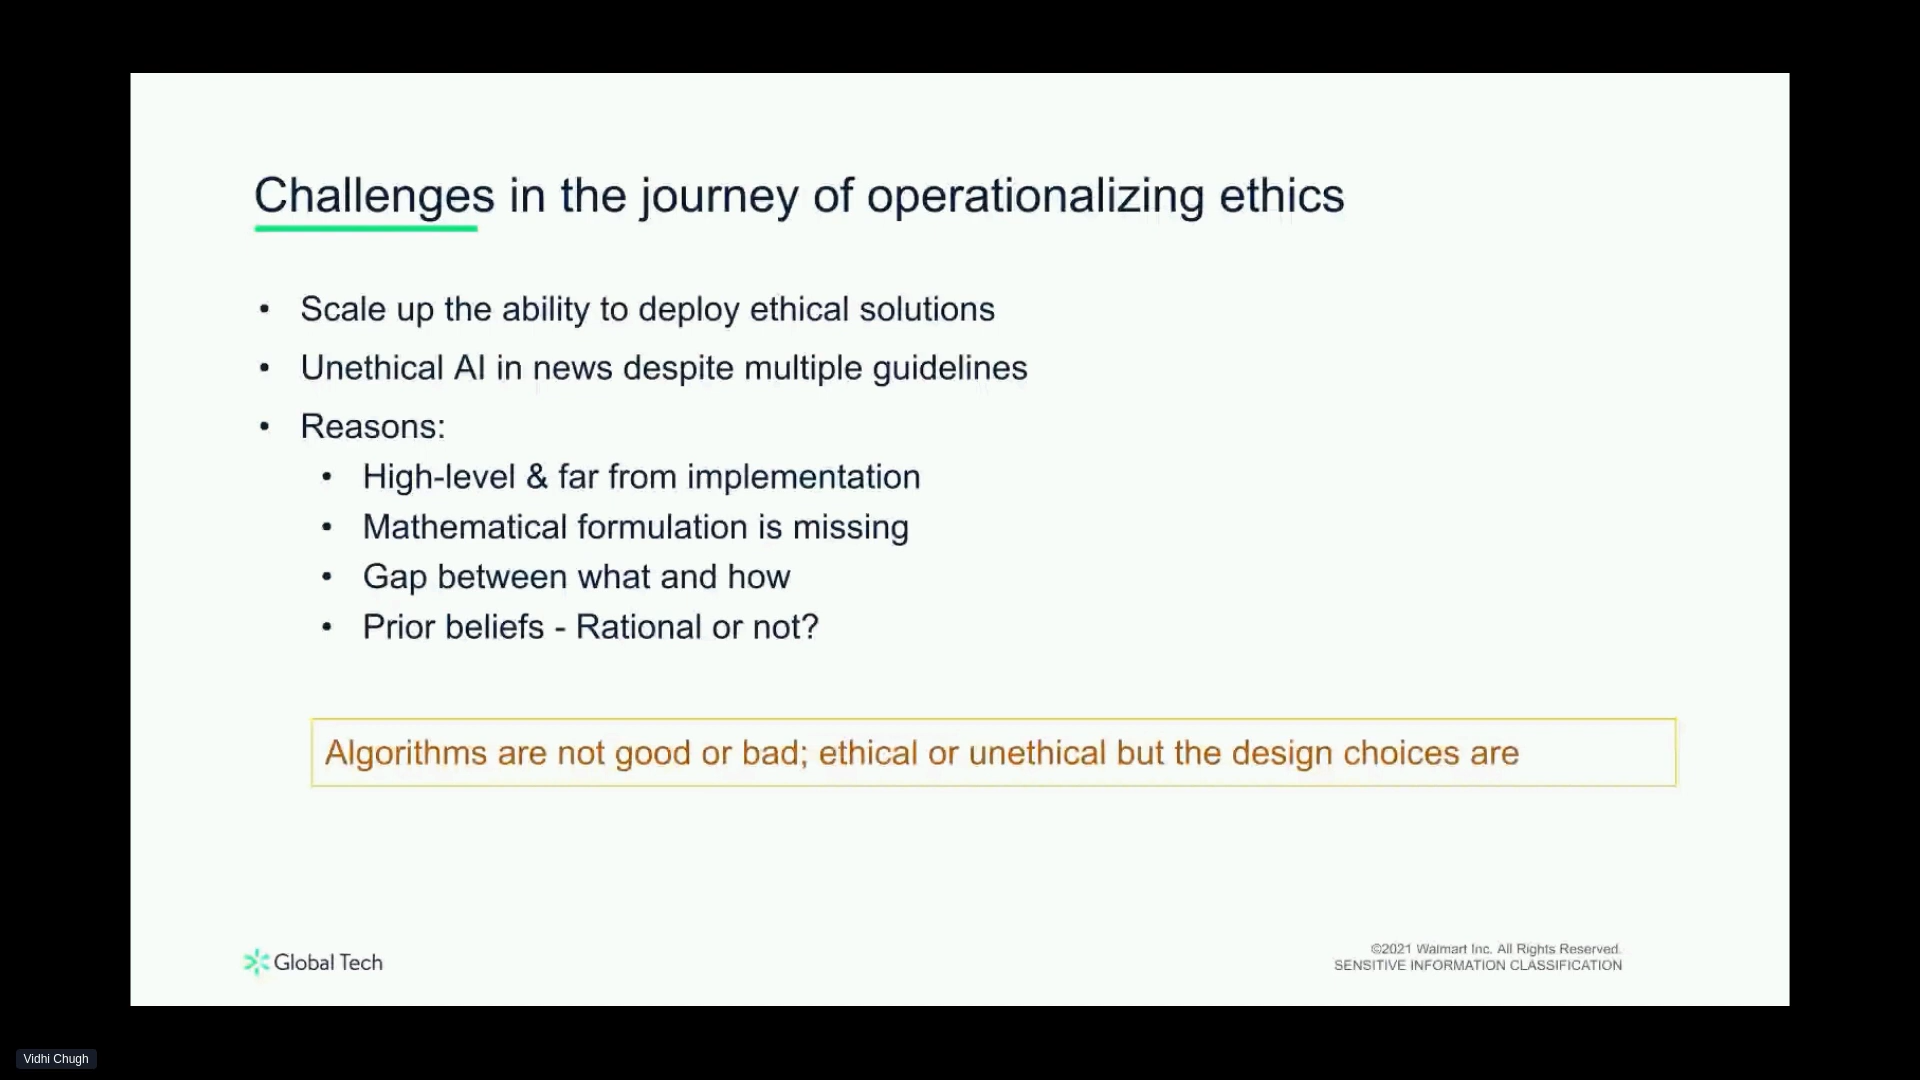 Challenges in the journey of operationalizing ethics
• Scale up the ability to deploy ethical solutions
• Unethical AI in news despite multiple guidelines
• Reasons:
• High-level & far from implementation
• Mathematical formulation is missing
• Gap between what and how
• Prior beliefs - Rational or not?
Algorithms are not good or bad; ethical or unethical but the design choices are
Global Tech
©2021 Walmart Inc. All Rights Reserved.
SENSITIVE INFORMATION CLASSIFICATION
Vidhi Chugh